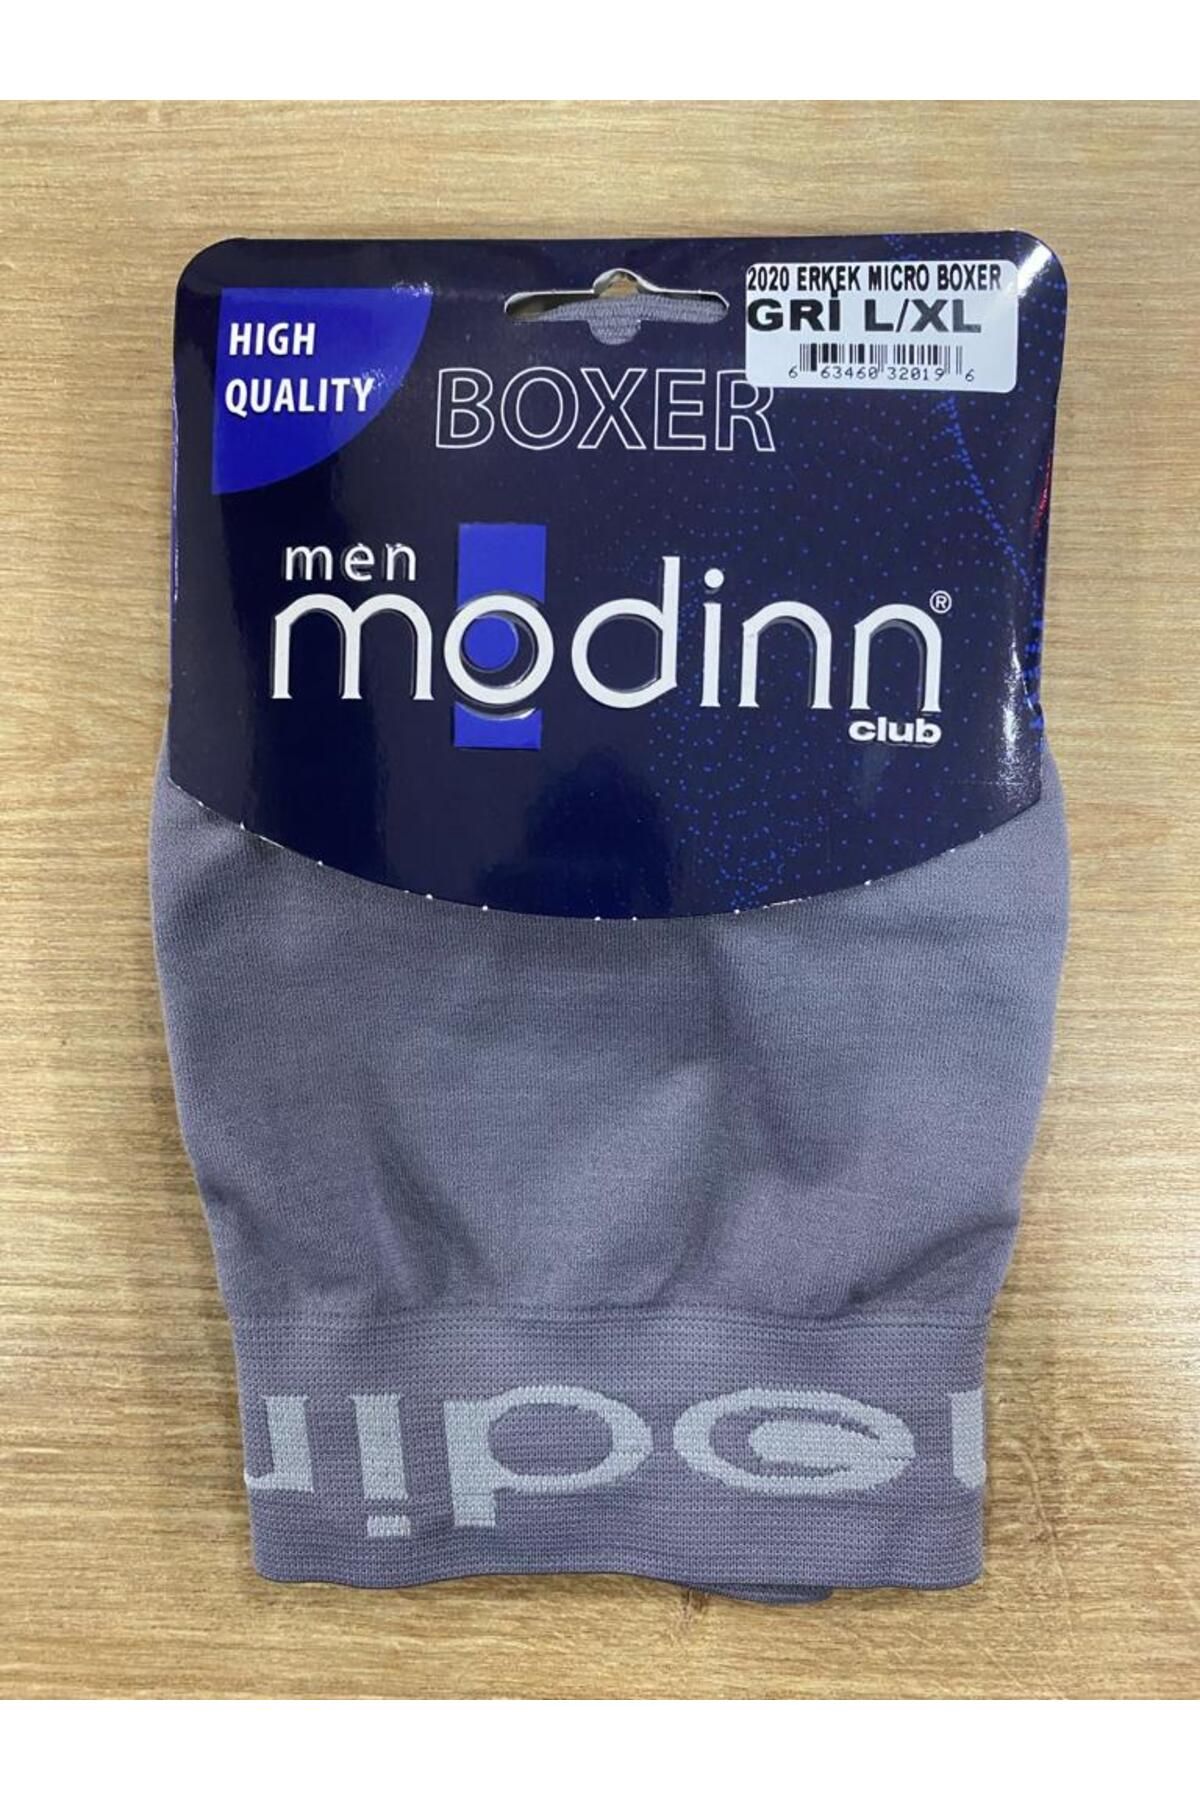 2020 ERKEK MICRO BOXER
GRİ L/XL
6 63460 32019 6
HIGH
QUALITY
BOXER
men
modinn®
club